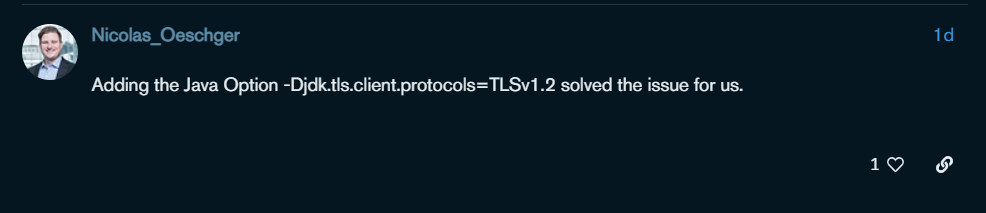 Nicolas_Oeschger
1d
Adding the Java Option -Djdk.tls.client.protocols=TLSv1.2 solved the issue for us.
1